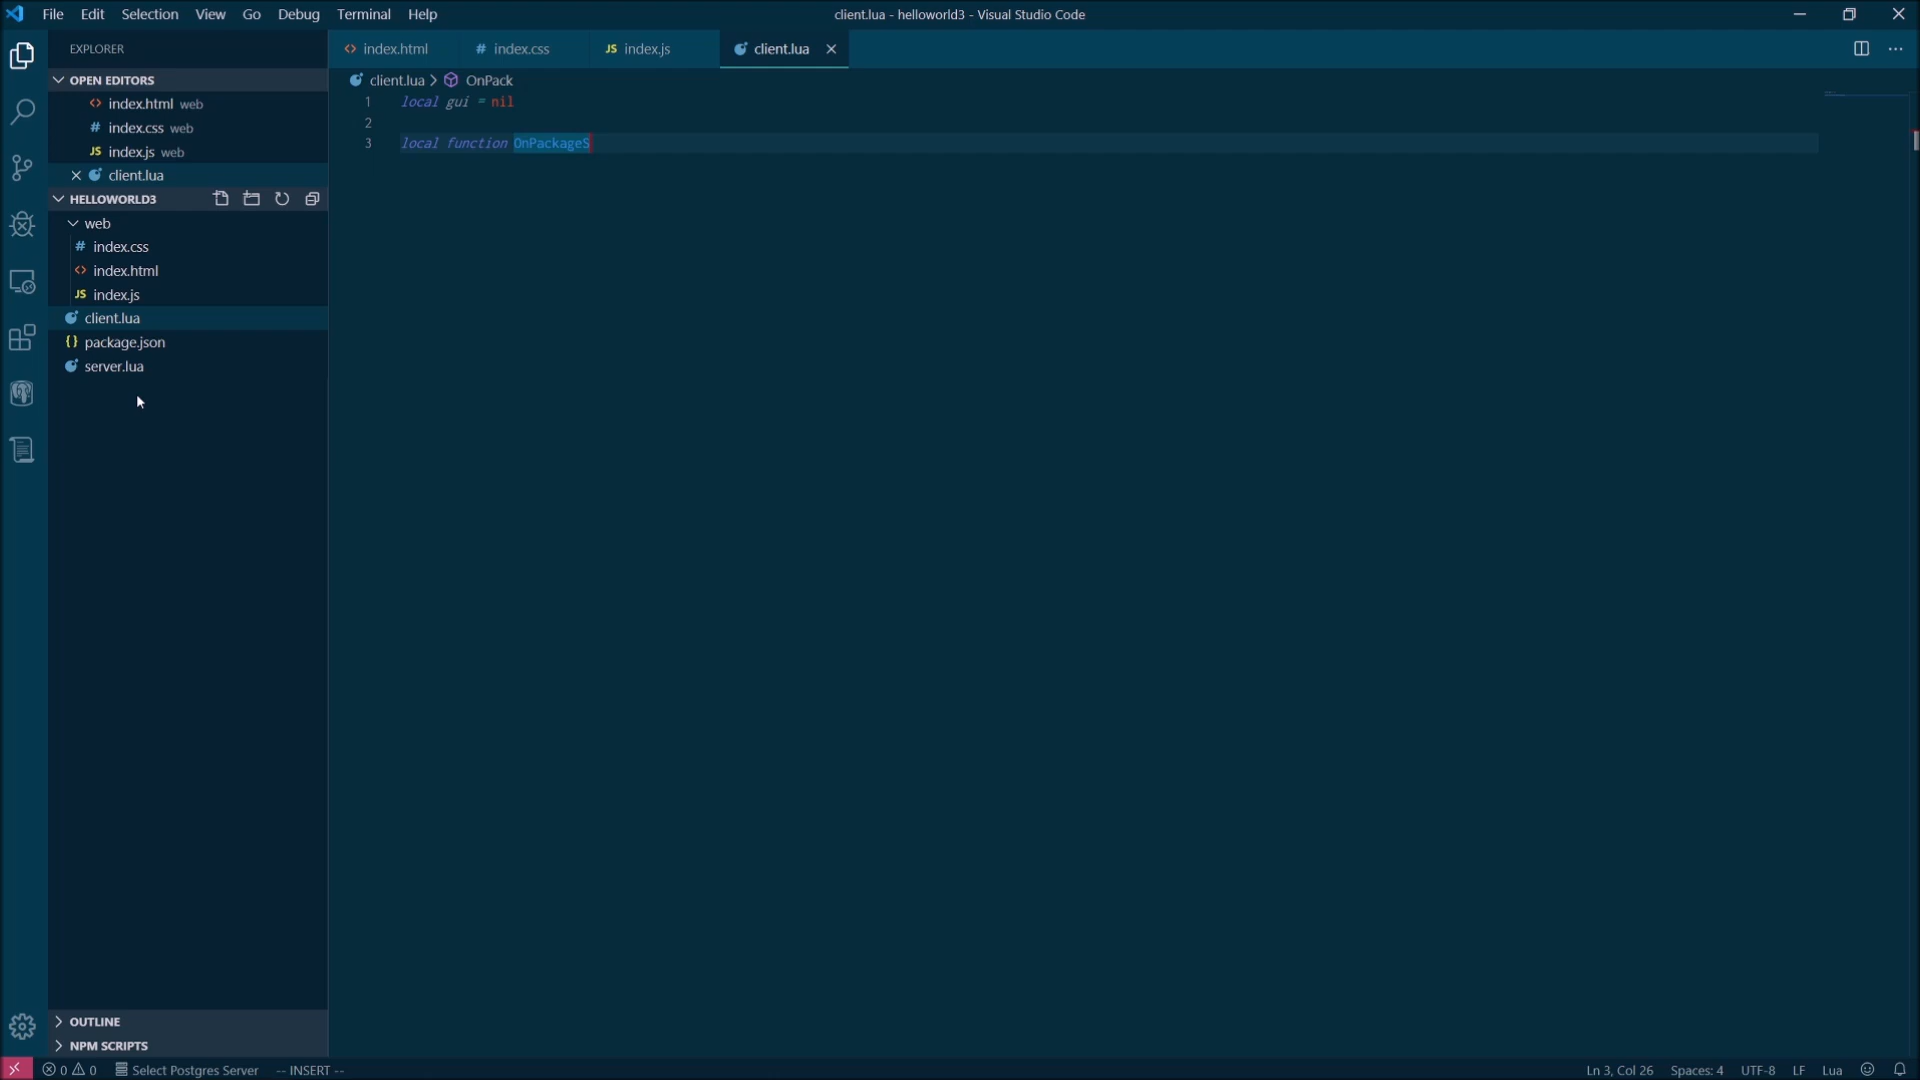 File Edit Selection View Go Debug Terminal Help
client.lua - helloworld3 - Visual Studio Code
EXPLORER
OPEN EDITORS
<> index.html web
# index.css web
JS index.js web
client.lua
HELLOWORLD3
web
# index.css
<> index.html
JS index.js
client.lua
{} package.json
server.lua
OUTLINE
NPM SCRIPTS
<> index.html # index.css JS index.js client.lua
client.lua > OnPack
1 local gui = nil
2
3 local function OnPackageS
0 0 Select Postgres Server -- INSERT --
Ln 3, Col 26 Spaces: 4 UTF-8 LF Lua